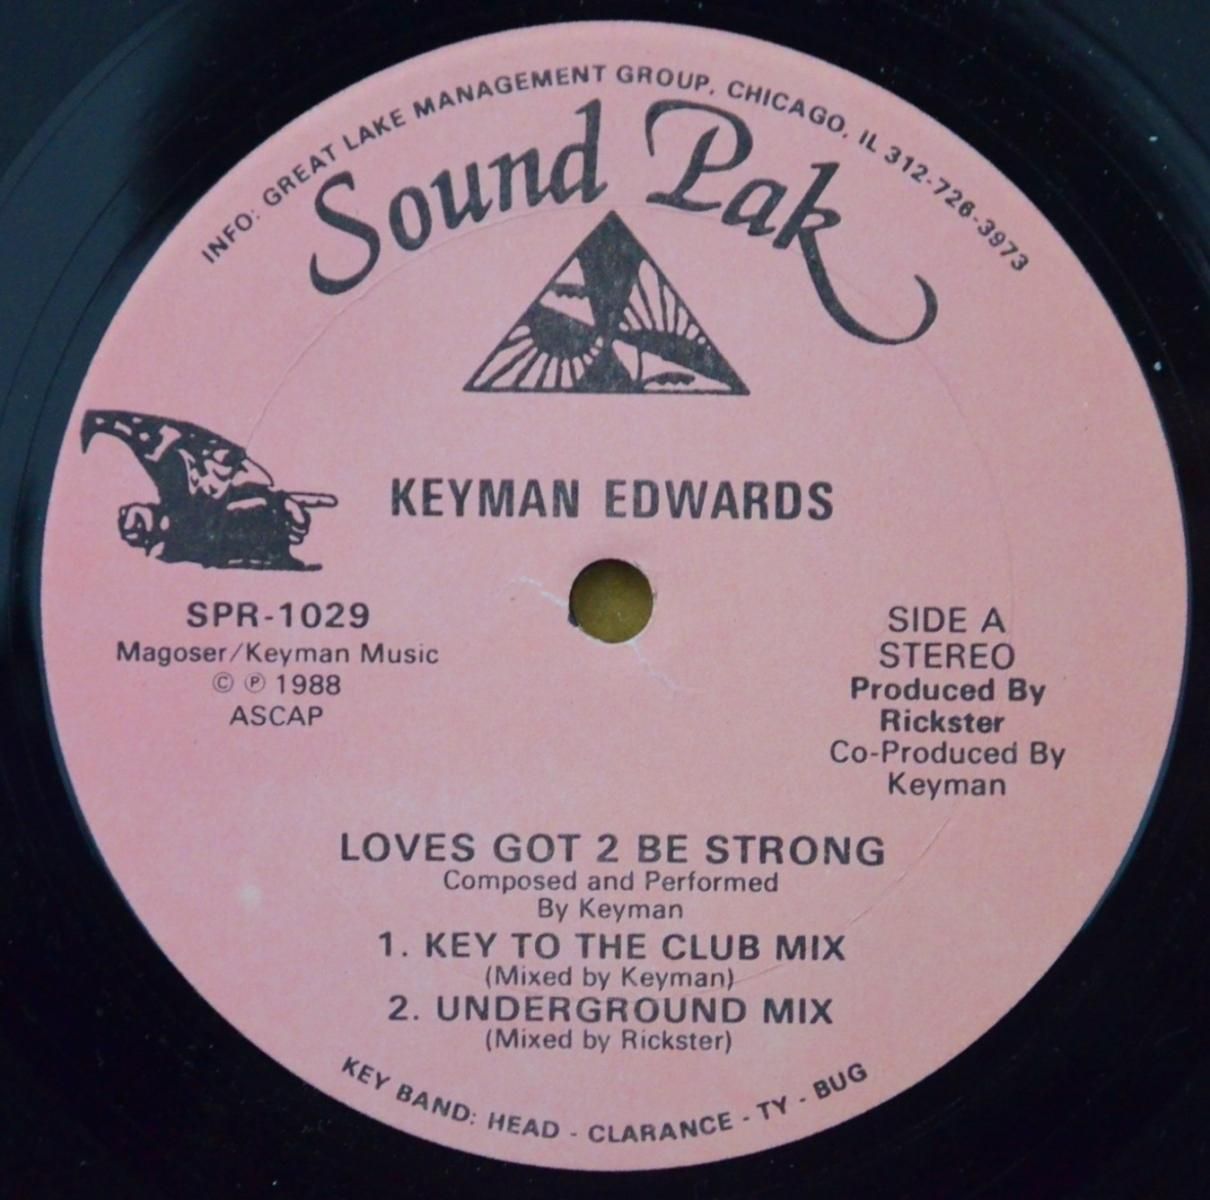 INFO: GREAT LAKE MANAGEMENT GROUP, CHICAGO, IL 312-726-3973
Sound Pak
KEYMAN EDWARDS
SPR-1029
Magoser/Keyman Music
© ℗ 1988
ASCAP
SIDE A
STEREO
Produced By
Rickster
Co-Produced By
Keyman
LOVES GOT 2 BE STRONG
Composed and Performed
By Keyman
1. KEY TO THE CLUB MIX
(Mixed by Keyman)
2. UNDERGROUND MIX
(Mixed by Rickster)
KEY BAND: HEAD - CLARANCE - TY - BUG